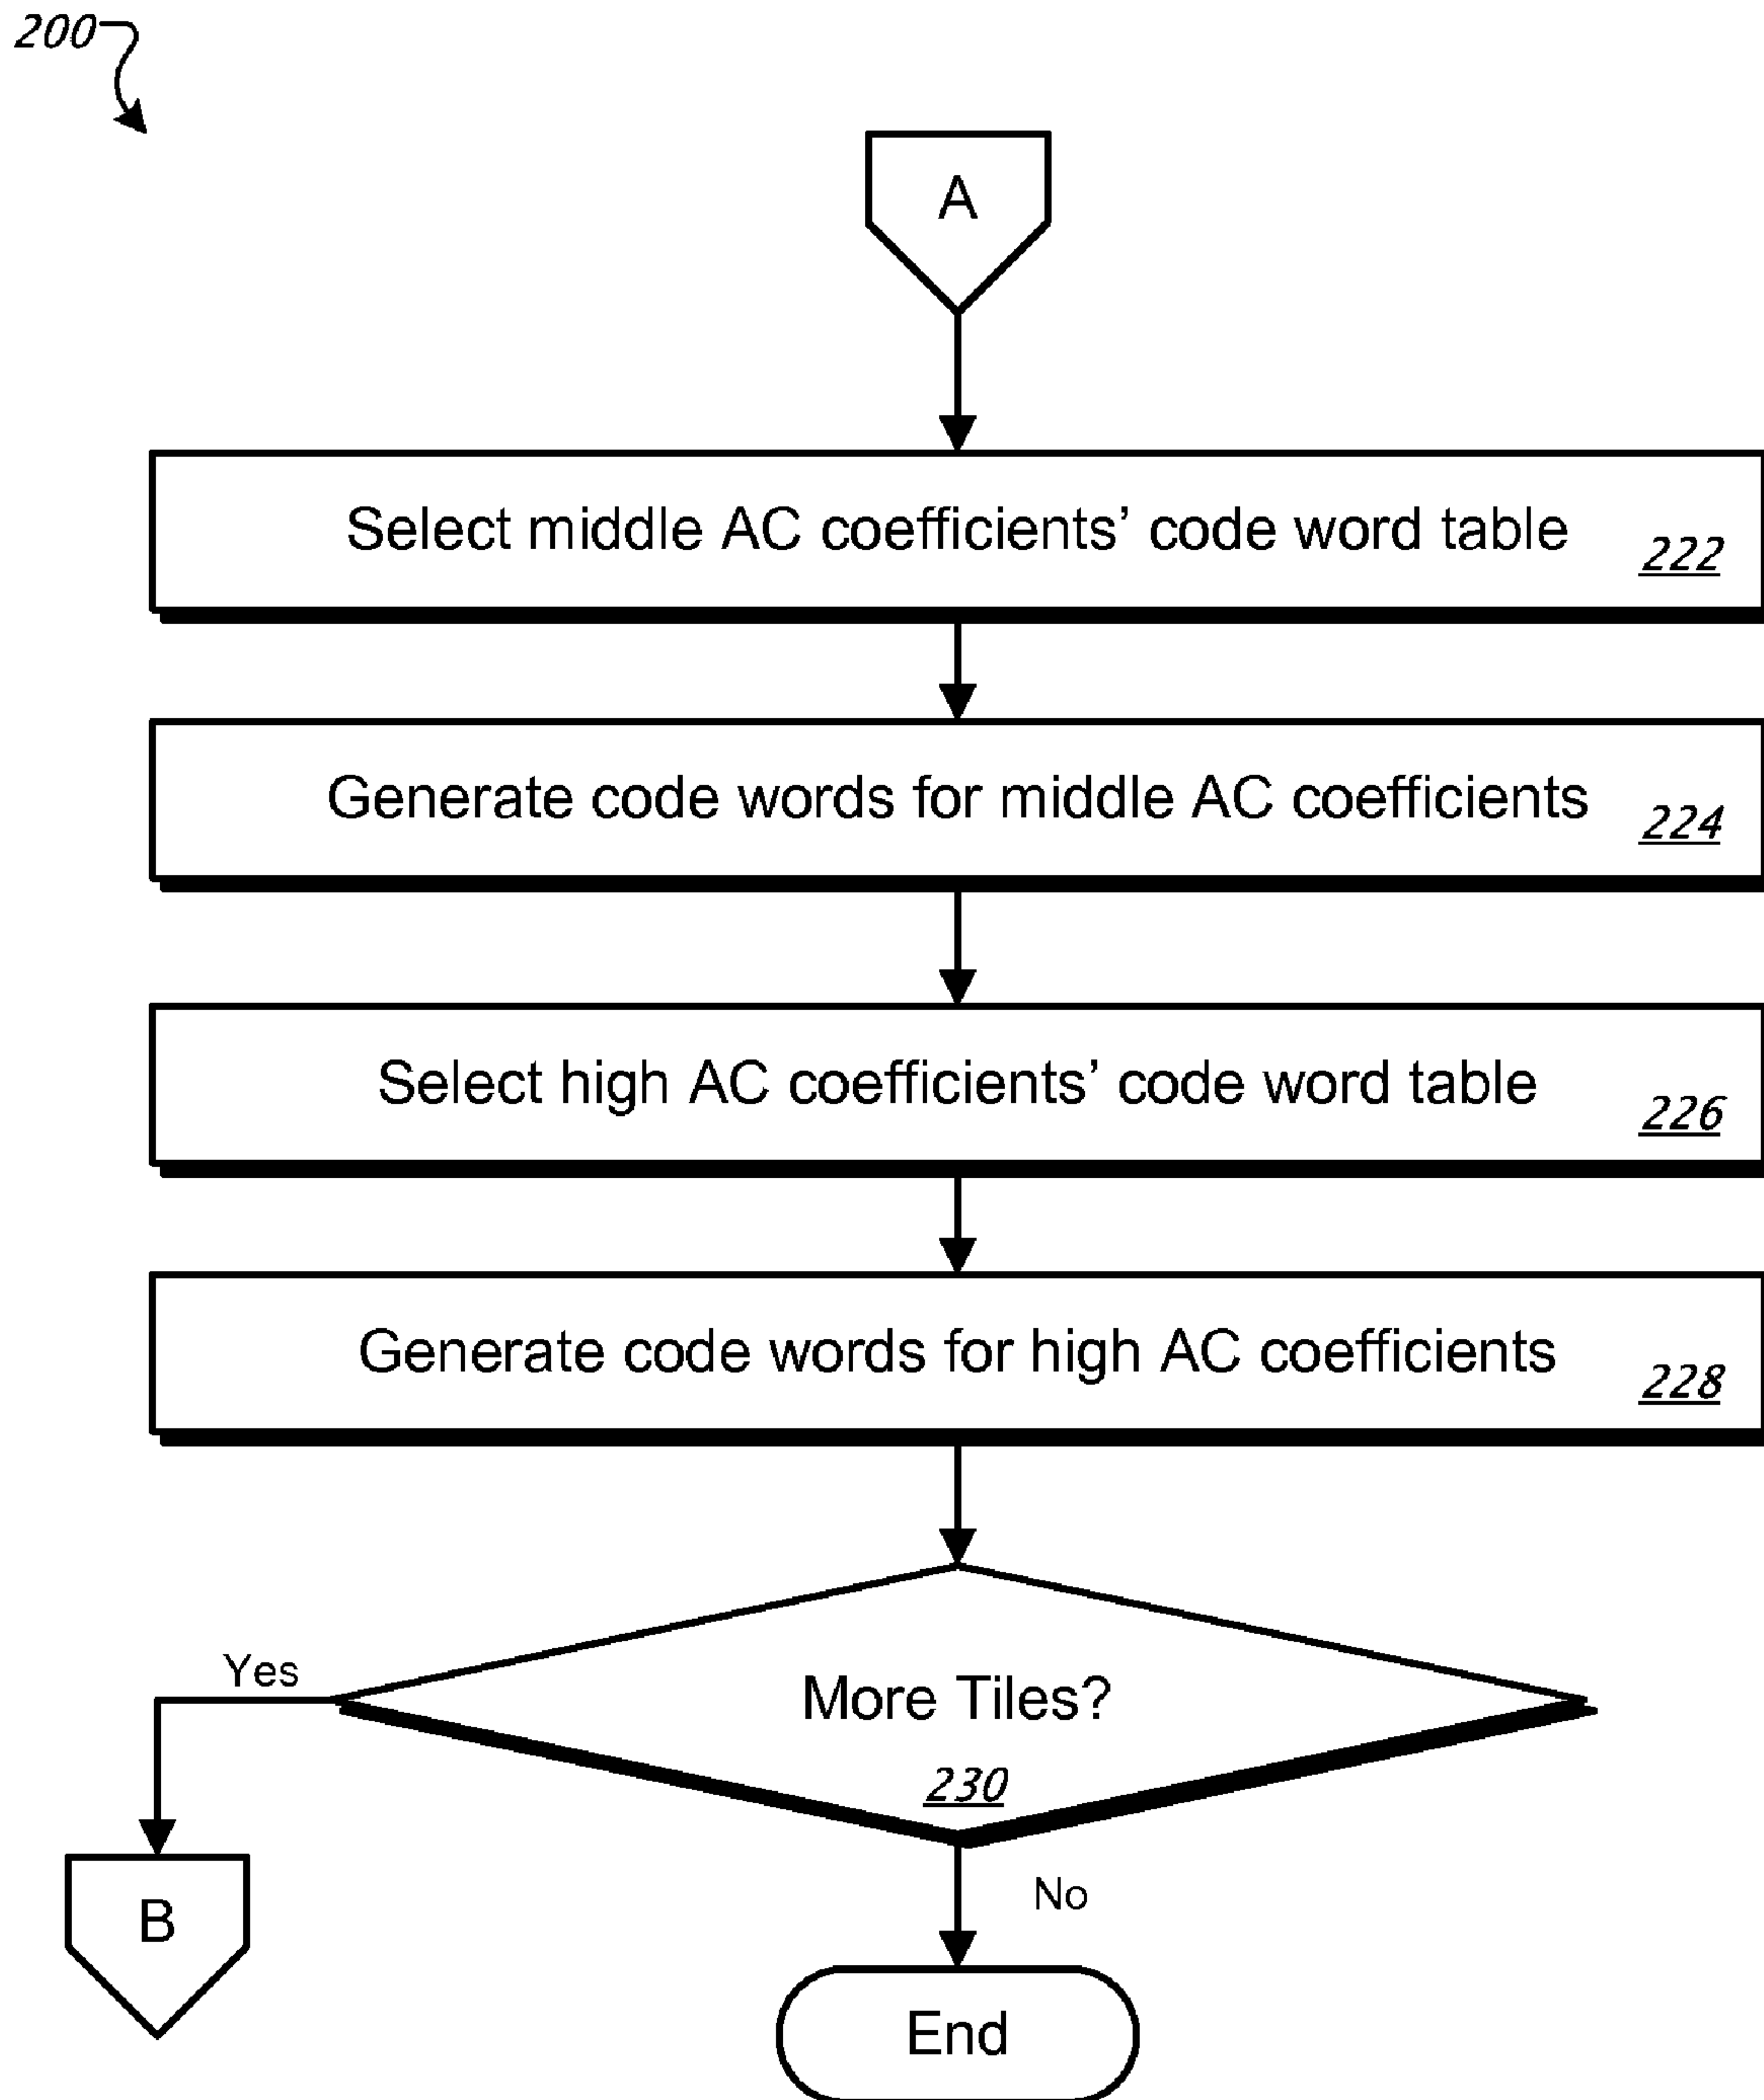 200
A
Select middle AC coefficients’ code word table
222
Generate code words for middle AC coefficients
224
Select high AC coefficients’ code word table
226
Generate code words for high AC coefficients
228
Yes
More Tiles?
230
B
No
End